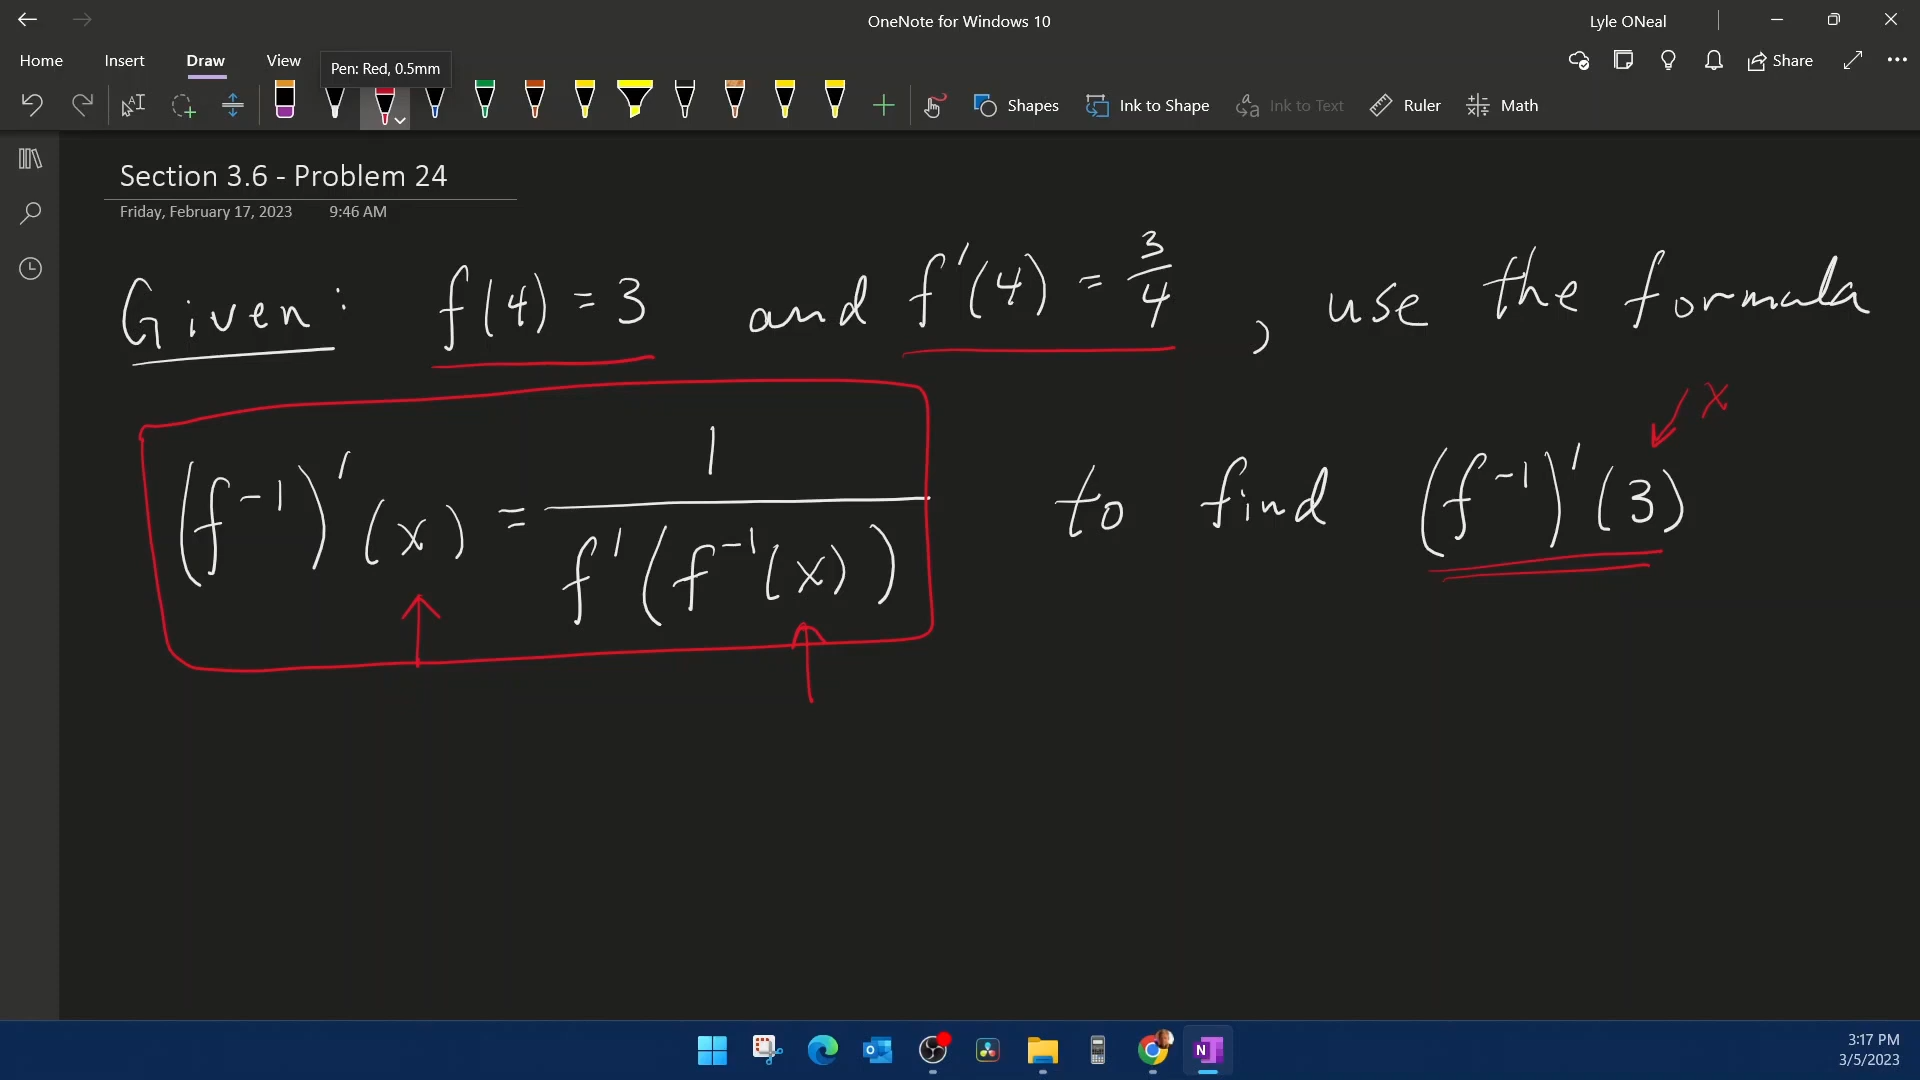 OneNote for Windows 10
Lyle ONeal
Home Insert Draw View
Share
Pen: Red, 0.5mm
Shapes Ink to Shape Ink to Text Ruler Math
Section 3.6 - Problem 24
Friday, February 17, 2023 9:46 AM
Given: f(4) = 3 and f'(4) = 3/4 , use the formula
x
(f⁻¹)'(x) = 1/f'(f⁻¹(x)) to find (f⁻¹)'(3)
3:17 PM
3/5/2023